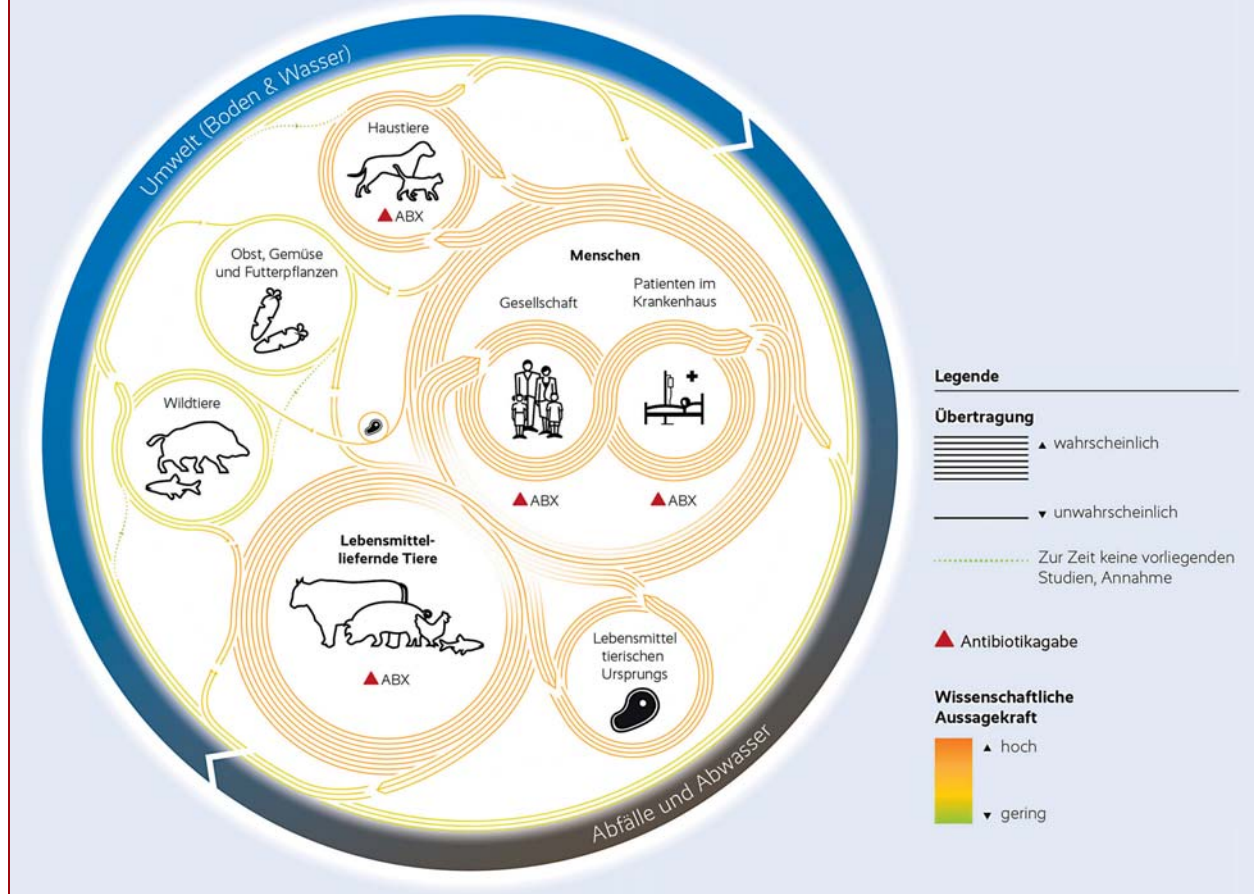 Umwelt (Boden & Wasser)
Haustiere
ABX
Obst, Gemüse
und Futterpflanzen
Menschen
Gesellschaft
Patienten im
Krankenhaus
ABX
ABX
Wildtiere
Lebensmittel-
liefernde Tiere
ABX
Lebensmittel
tierischen
Ursprungs
Abfälle und Abwasser
Legende
Übertragung
wahrscheinlich
unwahrscheinlich
Zur Zeit keine vorliegenden
Studien, Annahme
Antibiotikagabe
Wissenschaftliche
Aussagekraft
hoch
gering